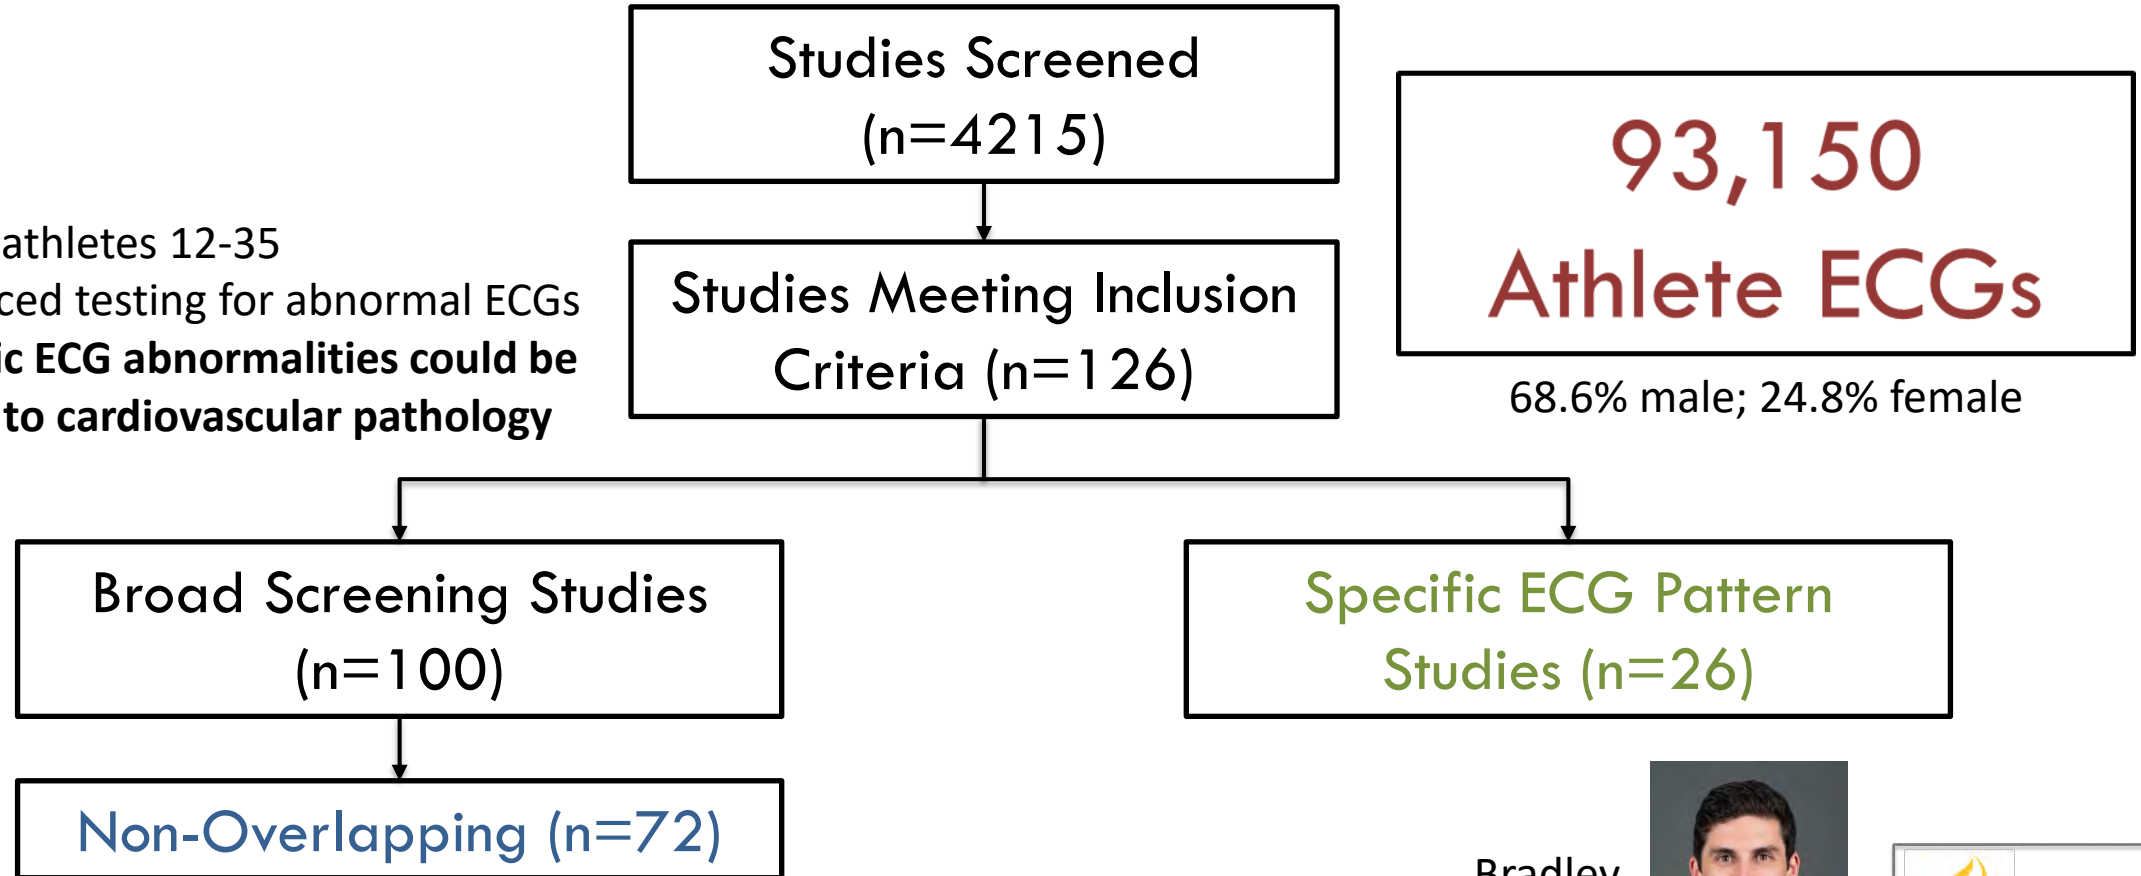 Studies Screened
(n=4215)
93,150
Athlete ECGs
68.6% male; 24.8% female
athletes 12-35
ced testing for abnormal ECGs
ic ECG abnormalities could be
to cardiovascular pathology
Studies Meeting Inclusion
Criteria (n=126)
Broad Screening Studies
(n=100)
Specific ECG Pattern
Studies (n=26)
Non-Overlapping (n=72)
Bradley